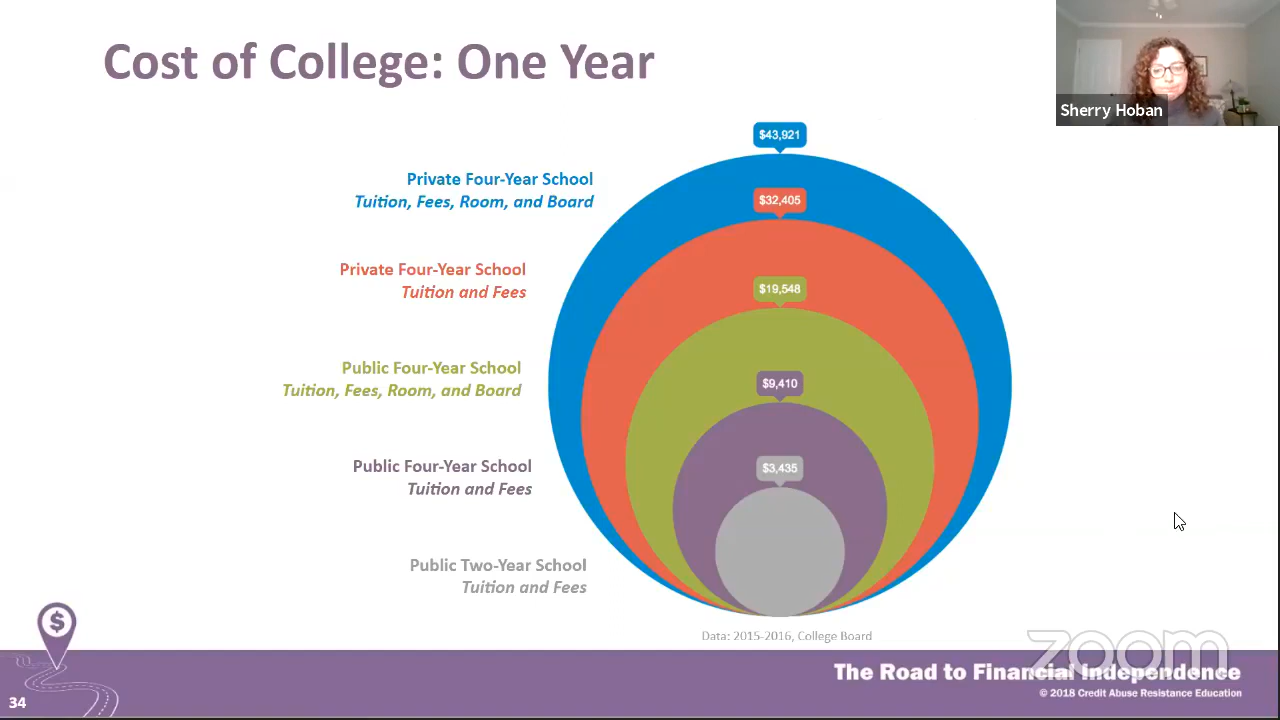 Cost of College: One Year
Sherry Hoban
$43,921
Private Four-Year School
Tuition, Fees, Room, and Board
$32,405
Private Four-Year School
Tuition and Fees
$19,548
Public Four-Year School
Tuition, Fees, Room, and Board
$9,410
Public Four-Year School
Tuition and Fees
$3,435
Public Two-Year School
Tuition and Fees
$
Data: 2015-2016, College Board
zoom
The Road to Financial Independence
© 2018 Credit Abuse Resistance Education
34